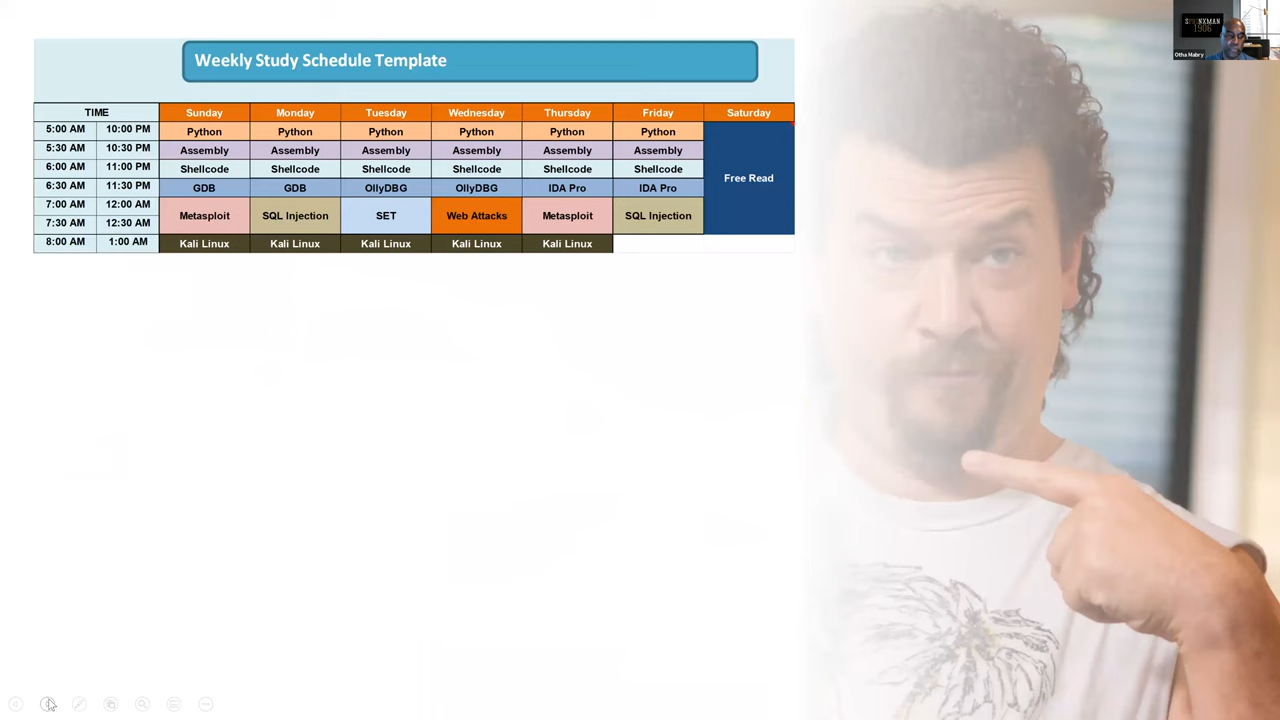 Weekly Study Schedule Template
TIME Sunday Monday Tuesday Wednesday Thursday Friday Saturday
5:00 AM 10:00 PM Python Python Python Python Python Python
5:30 AM 10:30 PM Assembly Assembly Assembly Assembly Assembly Assembly
6:00 AM 11:00 PM Shellcode Shellcode Shellcode Shellcode Shellcode Shellcode
Free Read
6:30 AM 11:30 PM GDB GDB OllyDBG OllyDBG IDA Pro IDA Pro
7:00 AM 12:00 AM
Metasploit SQL Injection SET Web Attacks Metasploit SQL Injection
7:30 AM 12:30 AM
8:00 AM 1:00 AM Kali Linux Kali Linux Kali Linux Kali Linux Kali Linux
SPHINXMAN
1906
Otha Mabry